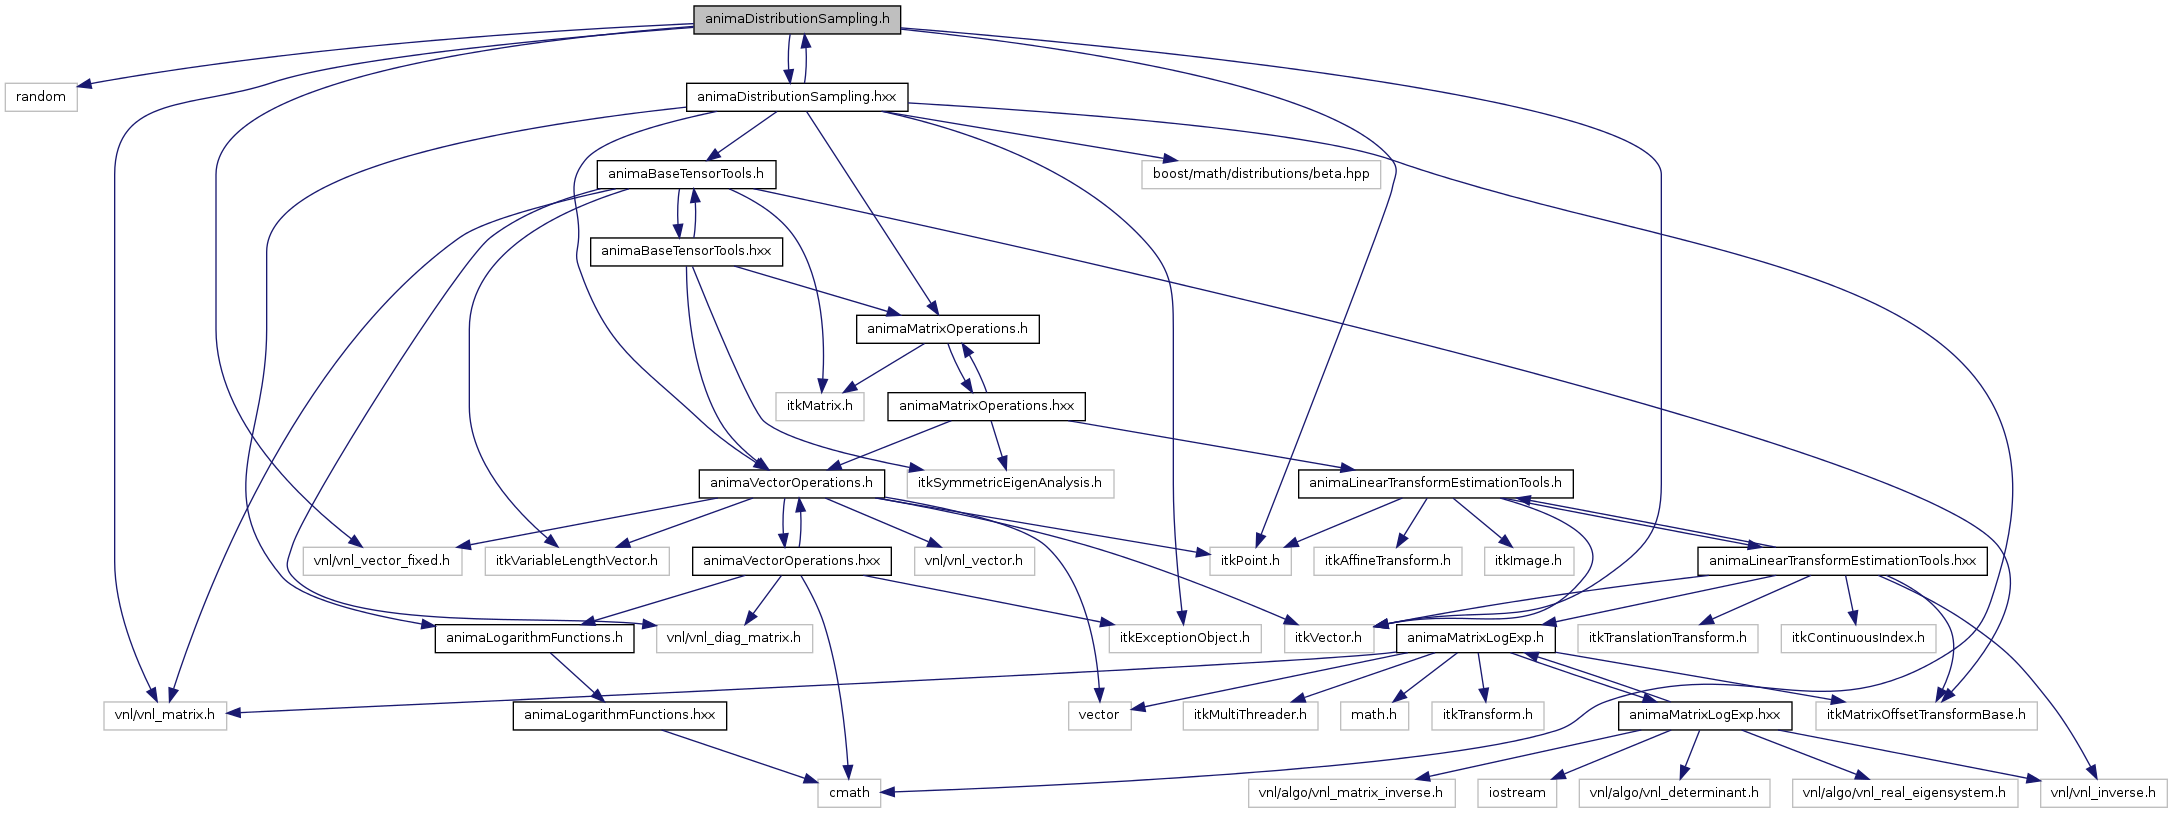 animaDistributionSampling.h
random
animaDistributionSampling.hxx
animaBaseTensorTools.h
boost/math/distributions/beta.hpp
animaBaseTensorTools.hxx
animaMatrixOperations.h
itkMatrix.h
animaMatrixOperations.hxx
animaVectorOperations.h
itkSymmetricEigenAnalysis.h
animaLinearTransformEstimationTools.h
vnl/vnl_vector_fixed.h
itkVariableLengthVector.h
animaVectorOperations.hxx
vnl/vnl_vector.h
itkPoint.h
itkAffineTransform.h
itkImage.h
animaLinearTransformEstimationTools.hxx
animaLogarithmFunctions.h
vnl/vnl_diag_matrix.h
itkExceptionObject.h
itkVector.h
animaMatrixLogExp.h
itkTranslationTransform.h
itkContinuousIndex.h
vnl/vnl_matrix.h
animaLogarithmFunctions.hxx
vector
itkMultiThreader.h
math.h
itkTransform.h
animaMatrixLogExp.hxx
itkMatrixOffsetTransformBase.h
cmath
vnl/algo/vnl_matrix_inverse.h
iostream
vnl/algo/vnl_determinant.h
vnl/algo/vnl_real_eigensystem.h
vnl/vnl_inverse.h